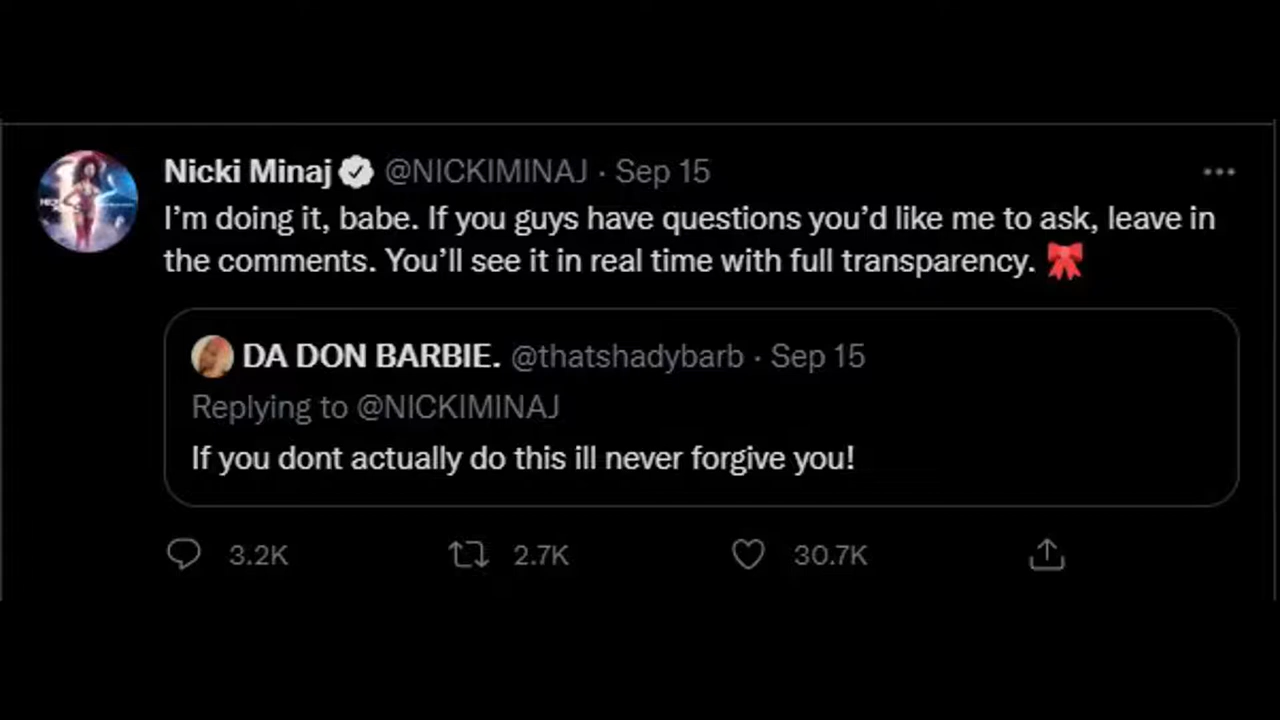 Nicki Minaj @NICKIMINAJ · Sep 15
I’m doing it, babe. If you guys have questions you’d like me to ask, leave in
the comments. You’ll see it in real time with full transparency. 🎀
DA DON BARBIE. @thatshadybarb · Sep 15
Replying to @NICKIMINAJ
If you dont actually do this ill never forgive you!
3.2K 2.7K 30.7K